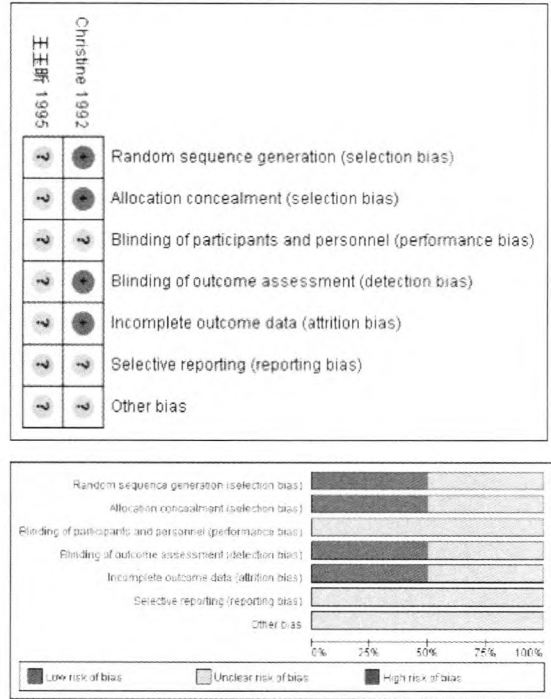 王玉昕 1995
Christine 1992
? + Random sequence generation (selection bias)
? + Allocation concealment (selection bias)
? ? Blinding of participants and personnel (performance bias)
? + Blinding of outcome assessment (detection bias)
? + Incomplete outcome data (attrition bias)
? ? Selective reporting (reporting bias)
? ? Other bias
Random sequence generation (selection bias)
Allocation concealment (selection bias)
Blinding of participants and personnel (performance bias)
Blinding of outcome assessment (detection bias)
Incomplete outcome data (attrition bias)
Selective reporting (reporting bias)
Other bias
0% 25% 50% 75% 100%
Low risk of bias Unclear risk of bias High risk of bias